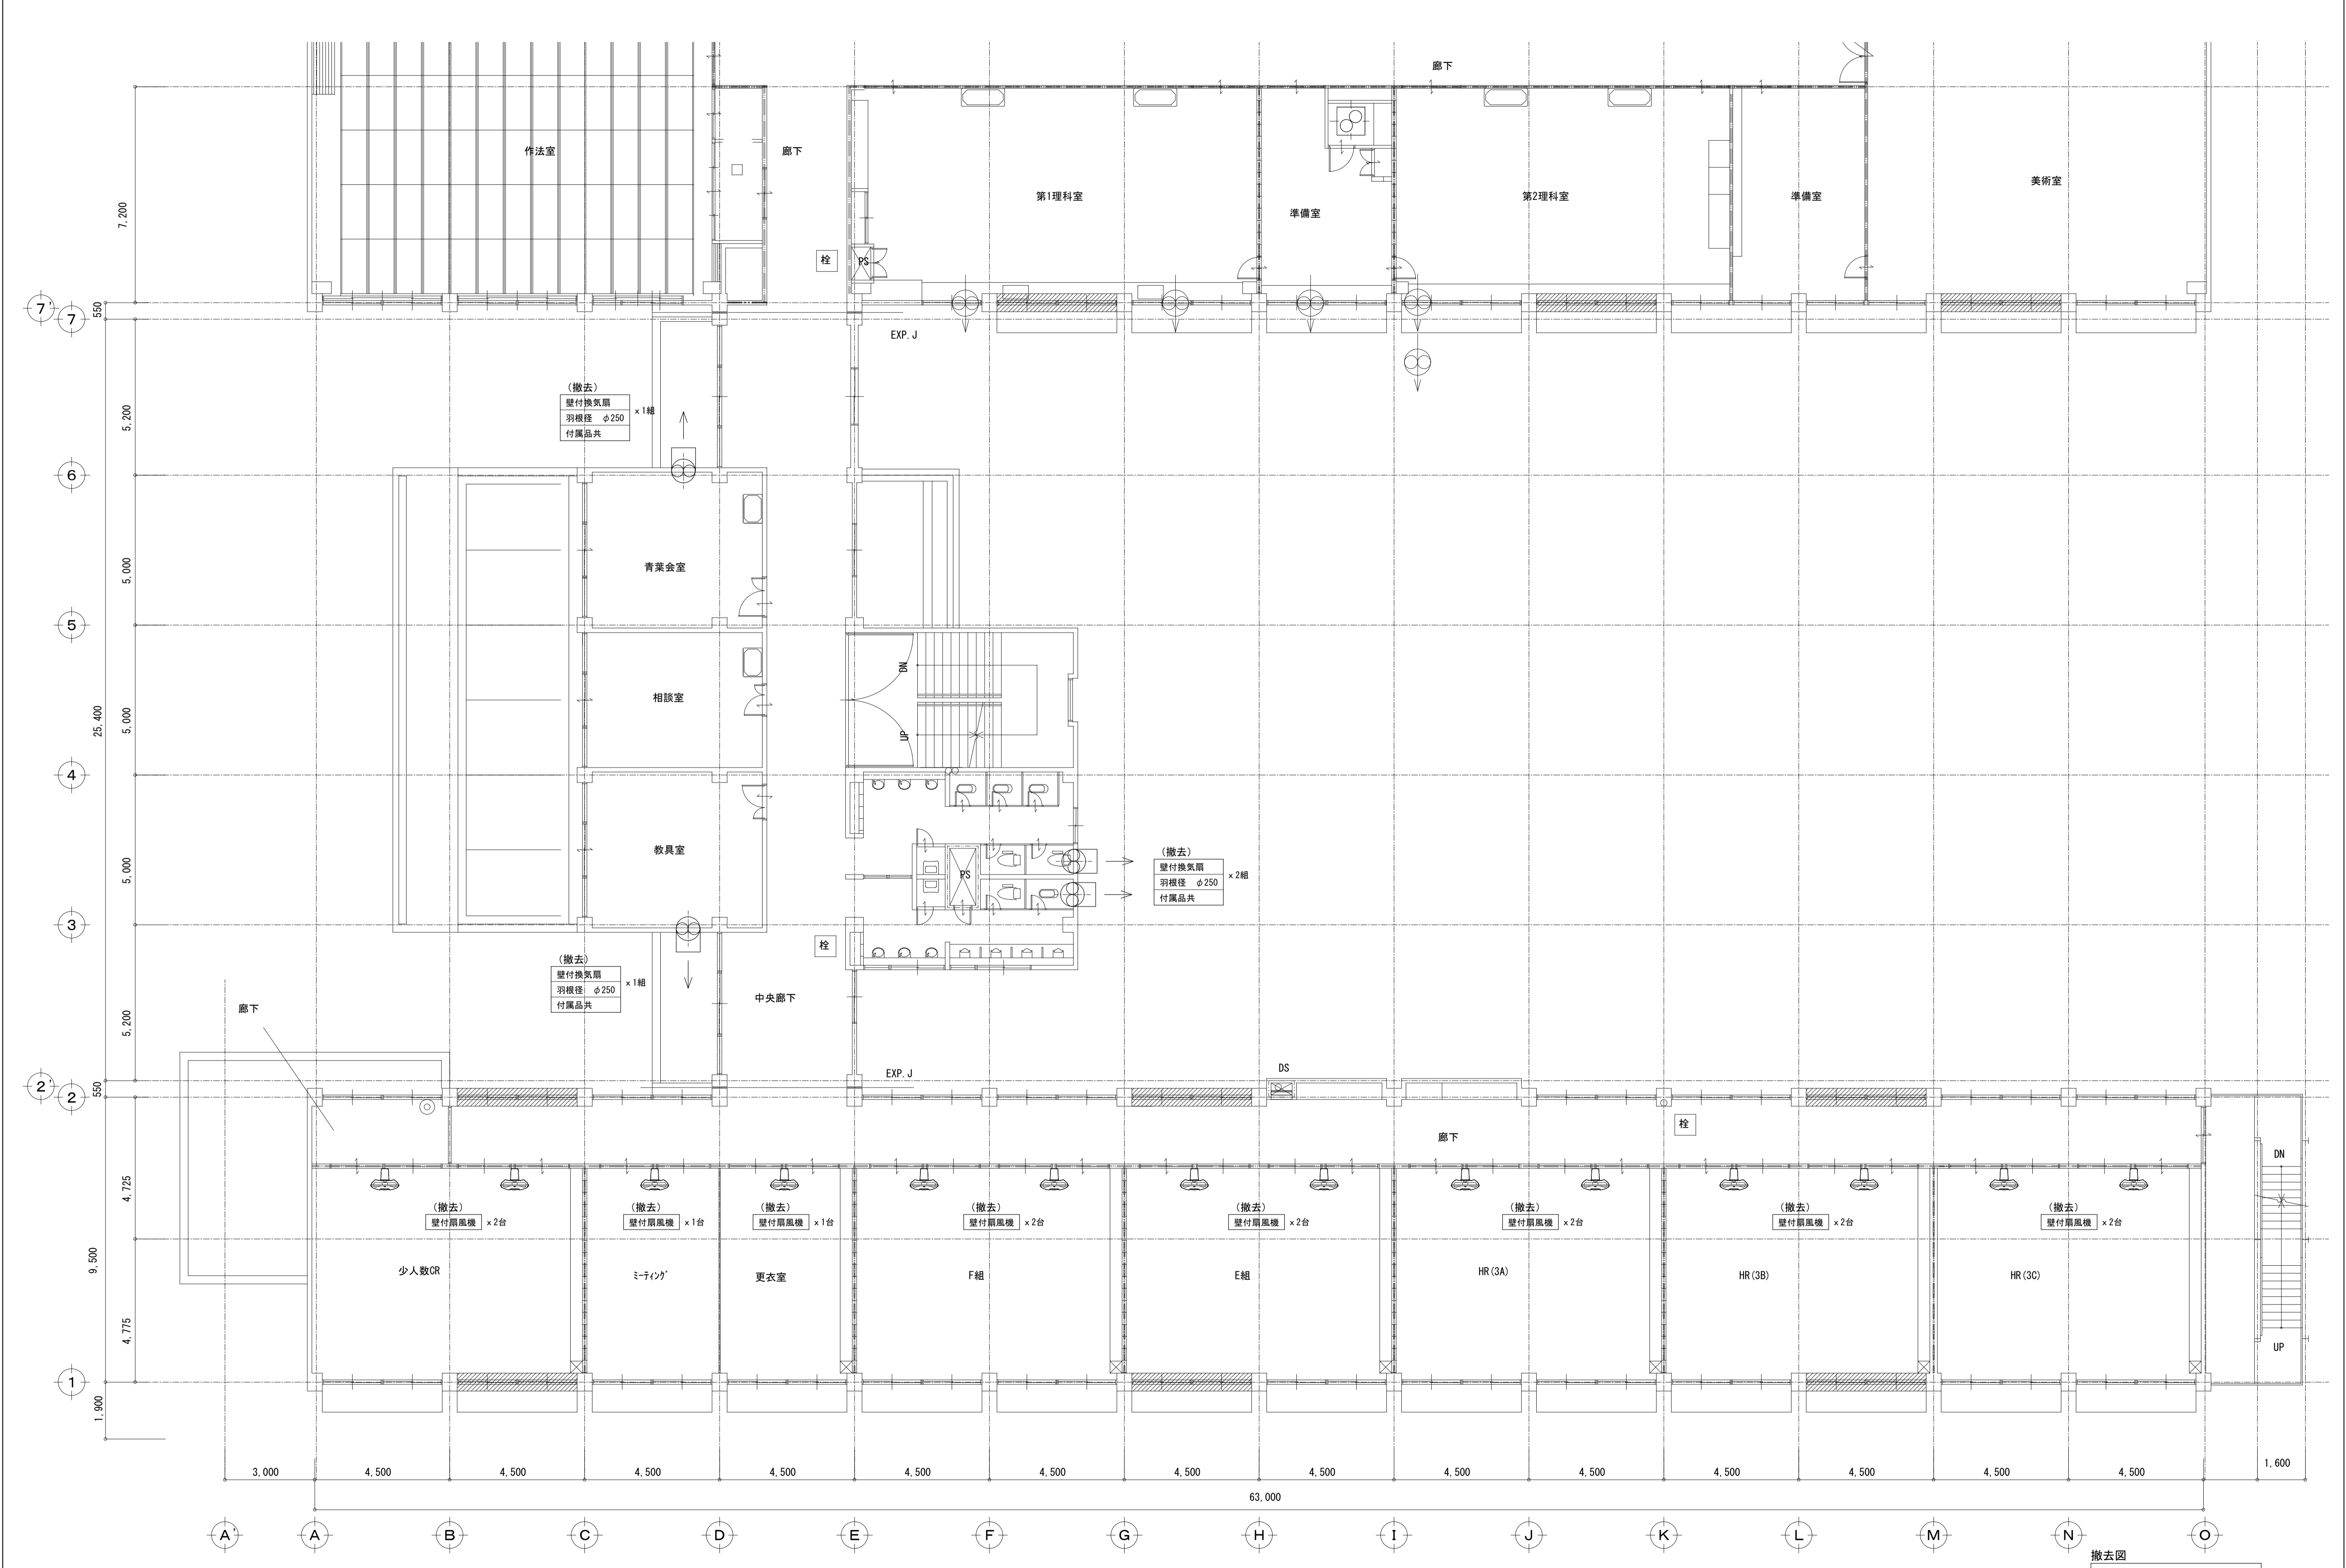 廊下
作法室
廊下
第1理科室
準備室
第2理科室
準備室
美術室
栓
PS
7,200
7'
7
550
EXP. J
(撤去)
壁付換気扇
羽根径 φ250
付属品共
x 1組
5,200
6
青葉会室
5,000
5
DN
相談室
UP
25,400
5,000
4
教具室
PS
(撤去)
壁付換気扇
羽根径 φ250
付属品共
x 2組
5,000
3
栓
(撤去)
壁付換気扇
羽根径 φ250
付属品共
x 1組
中央廊下
廊下
5,200
EXP. J
DS
2'
2
550
栓
廊下
DN
4,725
(撤去)
壁付扇風機 x 2台
(撤去)
壁付扇風機 x 1台
(撤去)
壁付扇風機 x 1台
(撤去)
壁付扇風機 x 2台
(撤去)
壁付扇風機 x 2台
(撤去)
壁付扇風機 x 2台
(撤去)
壁付扇風機 x 2台
(撤去)
壁付扇風機 x 2台
9,500
少人数CR
ﾐｰﾃｨﾝｸﾞ
更衣室
F組
E組
HR(3A)
HR(3B)
HR(3C)
4,775
UP
1
1,900
3,000 4,500 4,500 4,500 4,500 4,500 4,500 4,500 4,500 4,500 4,500 4,500 4,500 4,500 4,500 1,600
63,000
A' A B C D E F G H I J K L M N O
撤去図